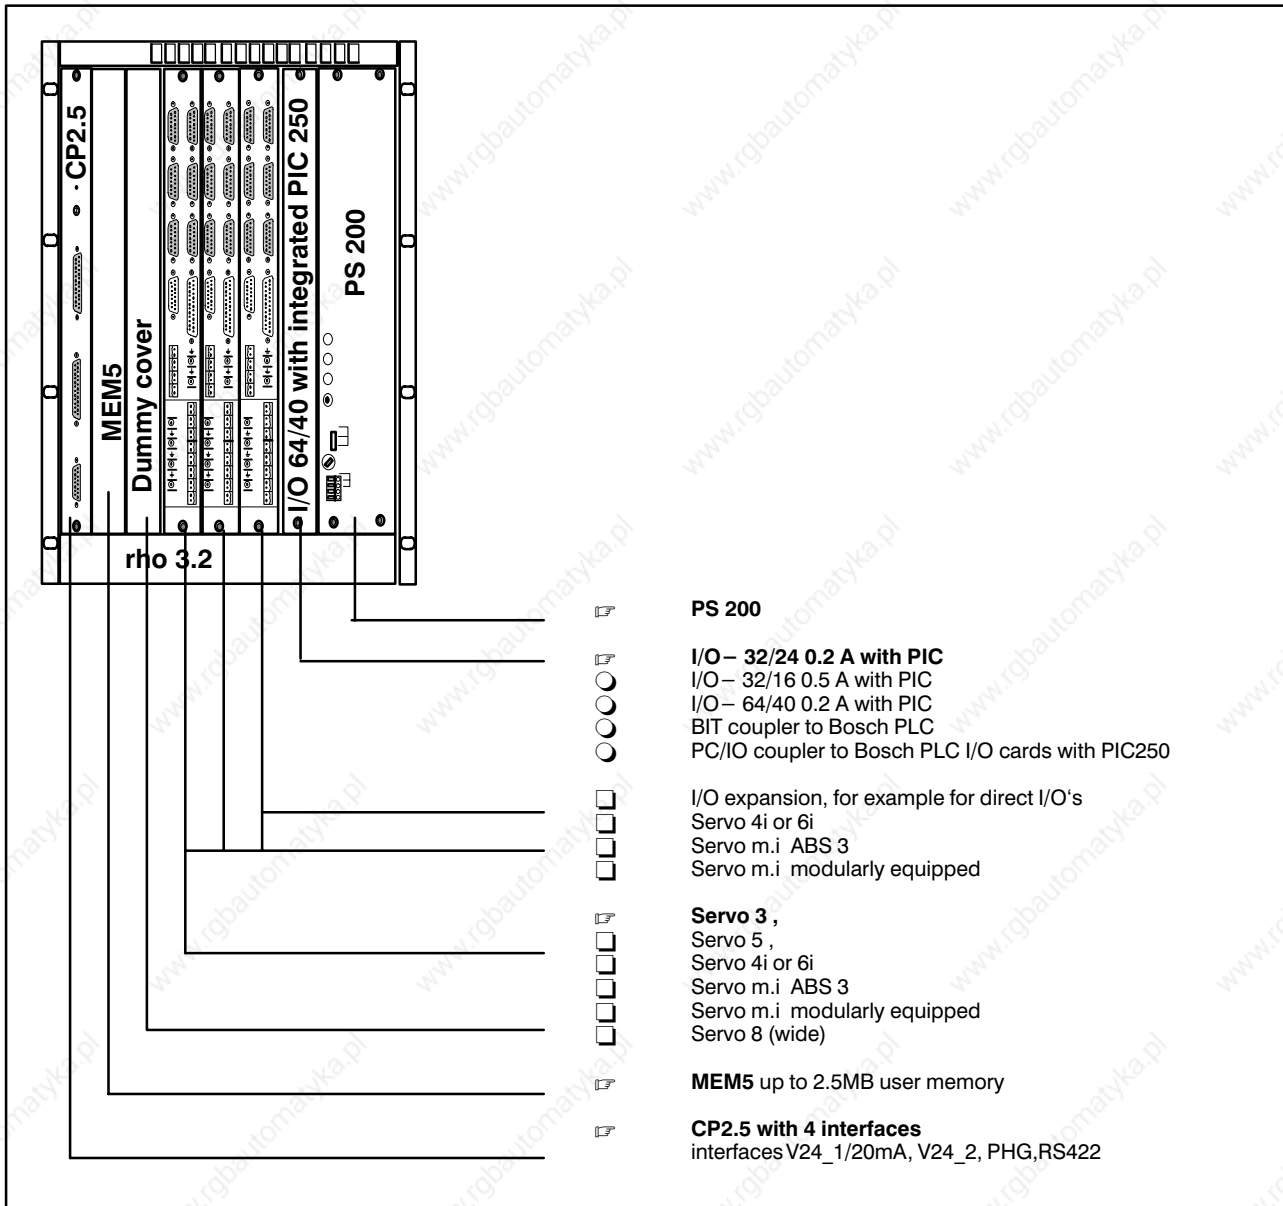 CP2.5
MEM5
Dummy cover
I/O 64/40 with integrated PIC 250
PS 200
rho 3.2
PS 200
I/O– 32/24 0.2 A with PIC
I/O– 32/16 0.5 A with PIC
I/O– 64/40 0.2 A with PIC
BIT coupler to Bosch PLC
PC/IO coupler to Bosch PLC I/O cards with PIC250
I/O expansion, for example for direct I/O‘s
Servo 4i or 6i
Servo m.i ABS 3
Servo m.i modularly equipped
Servo 3 ,
Servo 5 ,
Servo 4i or 6i
Servo m.i ABS 3
Servo m.i modularly equipped
Servo 8 (wide)
MEM5 up to 2.5MB user memory
CP2.5 with 4 interfaces
interfaces V24_1/20mA, V24_2, PHG,RS422
www.rgbautomatyka.pl